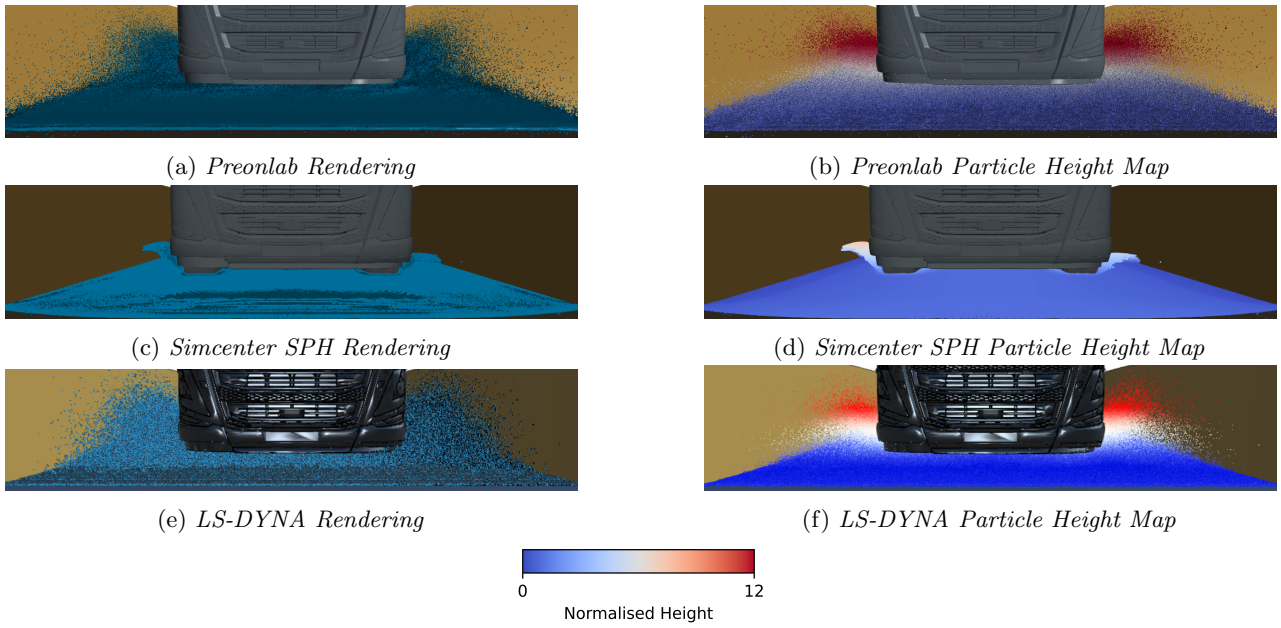 (a) Preonlab Rendering
(b) Preonlab Particle Height Map
(c) Simcenter SPH Rendering
(d) Simcenter SPH Particle Height Map
(e) LS-DYNA Rendering
(f) LS-DYNA Particle Height Map
0 12
Normalised Height